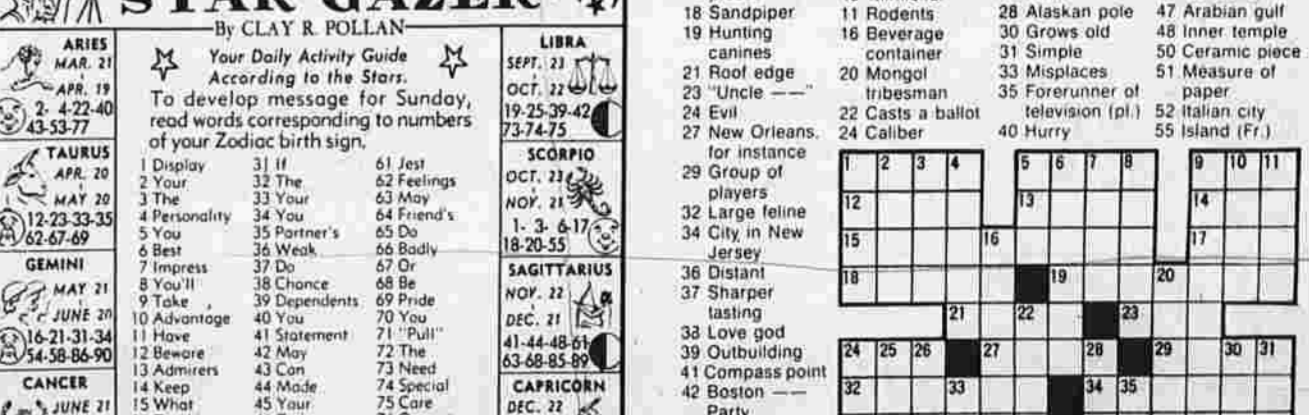 STAR GAZER
By CLAY R. POLLAN
ARIES
MAR. 21
APR. 19
2- 4-22-40
43-53-77
TAURUS
APR. 20
MAY 20
12-23-33-35
62-67-69
GEMINI
MAY 21
JUNE 20
16-21-31-34
54-58-86-90
CANCER
JUNE 21
Your Daily Activity Guide
According to the Stars.
To develop message for Sunday,
read words corresponding to numbers
of your Zodiac birth sign.
1 Display
2 Your
3 The
4 Personality
5 You
6 Best
7 Impress
8 You'll
9 Take
10 Advantage
11 Have
12 Beware
13 Admirers
14 Keep
15 What
31 If
32 The
33 Your
34 You
35 Partner's
36 Weak
37 Do
38 Chance
39 Dependents
40 You
41 Statement
42 May
43 Can
44 Made
45 Your
61 Jest
62 Feelings
63 May
64 Friend's
65 Do
66 Badly
67 Or
68 Be
69 Pride
70 You
71 "Pull"
72 The
73 Need
74 Special
75 Care
LIBRA
SEPT. 23
OCT. 22
19-25-39-42
73-74-75
SCORPIO
OCT. 23
NOV. 21
1- 3- 6-17
18-20-55
SAGITTARIUS
NOV. 22
DEC. 21
41-44-48-61
63-68-85-89
CAPRICORN
DEC. 22
18 Sandpiper
19 Hunting
canines
21 Roof edge
23 "Uncle ——"
24 Evil
27 New Orleans,
for instance
29 Group of
players
32 Large feline
34 City in New
Jersey
36 Distant
37 Sharper
tasting
38 Love god
39 Outbuilding
41 Compass point
42 Boston ——
Party
11 Rodents
16 Beverage
container
20 Mongol
tribesman
22 Casts a ballot
24 Caliber
28 Alaskan pole
30 Grows old
31 Simple
33 Misplaces
35 Forerunner of
television (pl.)
40 Hurry
47 Arabian gulf
48 Inner temple
50 Ceramic piece
51 Measure of
paper
52 Italian city
55 Island (Fr.)
1 2 3 4 5 6 7 8 9 10 11
12 13 14
15 16 17
18 19 20
21 22 23
24 25 26 27 28 29 30 31
32 33 34 35